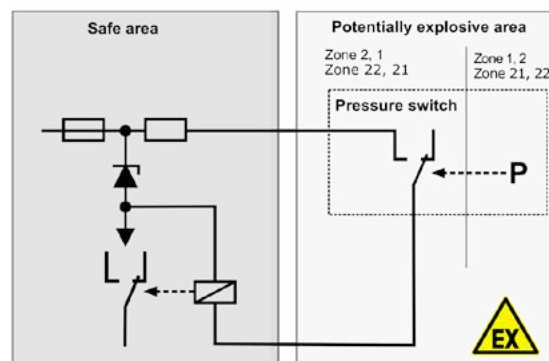 Safe area
Potentially explosive area
Zone 2, 1
Zone 22, 21
Zone 1, 2
Zone 21, 22
Pressure switch
P
EX